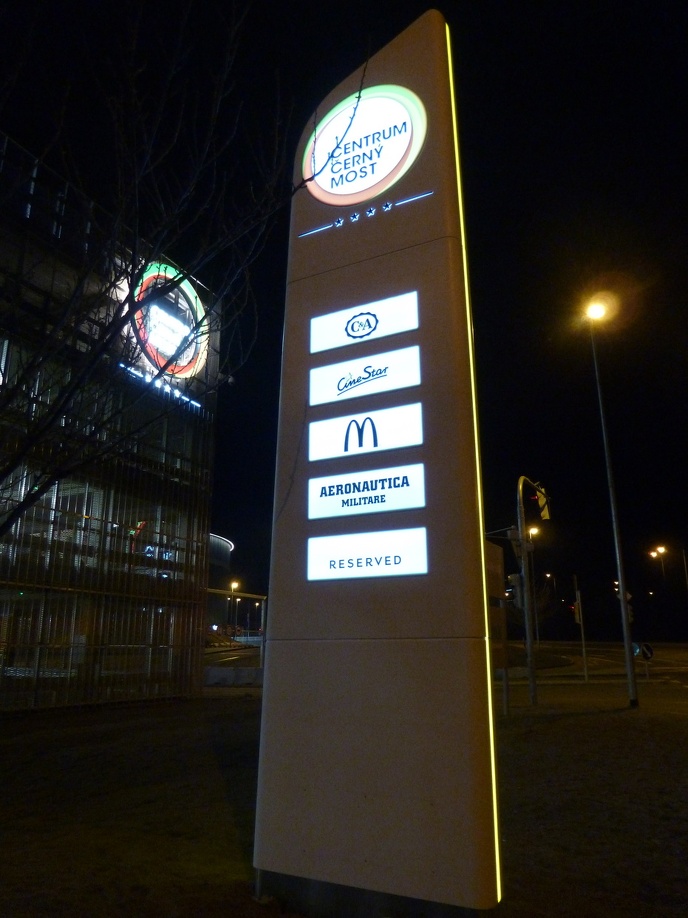 CENTRUM
ČERNÝ
MOST
C&A
CineStar
M
AERONAUTICA
MILITARE
RESERVED